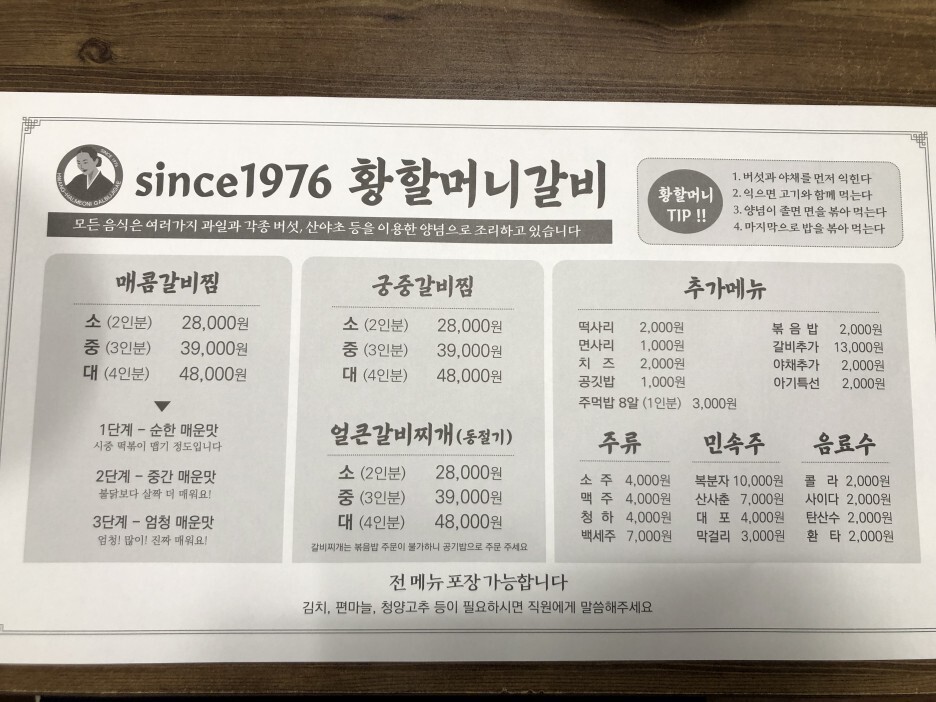 since1976 황할머니갈비
모든 음식은 여러가지 과일과 각종 버섯, 산야초 등을 이용한 양념으로 조리하고 있습니다
황할머니
TIP !!
1. 버섯과 야채를 먼저 익힌다
2. 익으면 고기와 함께 먹는다
3. 양념이 졸면 면을 볶아 먹는다
4. 마지막으로 밥을 볶아 먹는다
매콤갈비찜
소 (2인분) 28,000원
중 (3인분) 39,000원
대 (4인분) 48,000원
1단계 – 순한 매운맛
시중 떡볶이 맵기 정도입니다
2단계 – 중간 매운맛
불닭보다 살짝 더 매워요!
3단계 – 엄청 매운맛
엄청! 많이! 진짜 매워요!
궁중갈비찜
소 (2인분) 28,000원
중 (3인분) 39,000원
대 (4인분) 48,000원
얼큰갈비찌개(동절기)
소 (2인분) 28,000원
중 (3인분) 39,000원
대 (4인분) 48,000원
갈비찌개는 볶음밥 주문이 불가하니 공기밥으로 주문 주세요
추가메뉴
떡사리 2,000원
면사리 1,000원
치 즈 2,000원
공깃밥 1,000원
주먹밥 8알 (1인분) 3,000원
볶 음 밥 2,000원
갈비추가 13,000원
야채추가 2,000원
아기특선 2,000원
주류
소 주 4,000원
맥 주 4,000원
청 하 4,000원
백세주 7,000원
민속주
복분자 10,000원
산사춘 7,000원
대 포 4,000원
막걸리 3,000원
음료수
콜 라 2,000원
사이다 2,000원
탄산수 2,000원
환 타 2,000원
전 메뉴 포장 가능합니다
김치, 편마늘, 청양고추 등이 필요하시면 직원에게 말씀해주세요